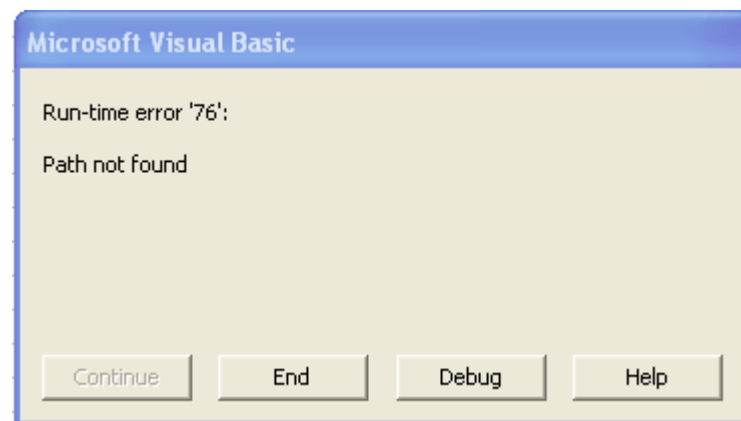 Microsoft Visual Basic
Run-time error '76':
Path not found
Continue End Debug Help